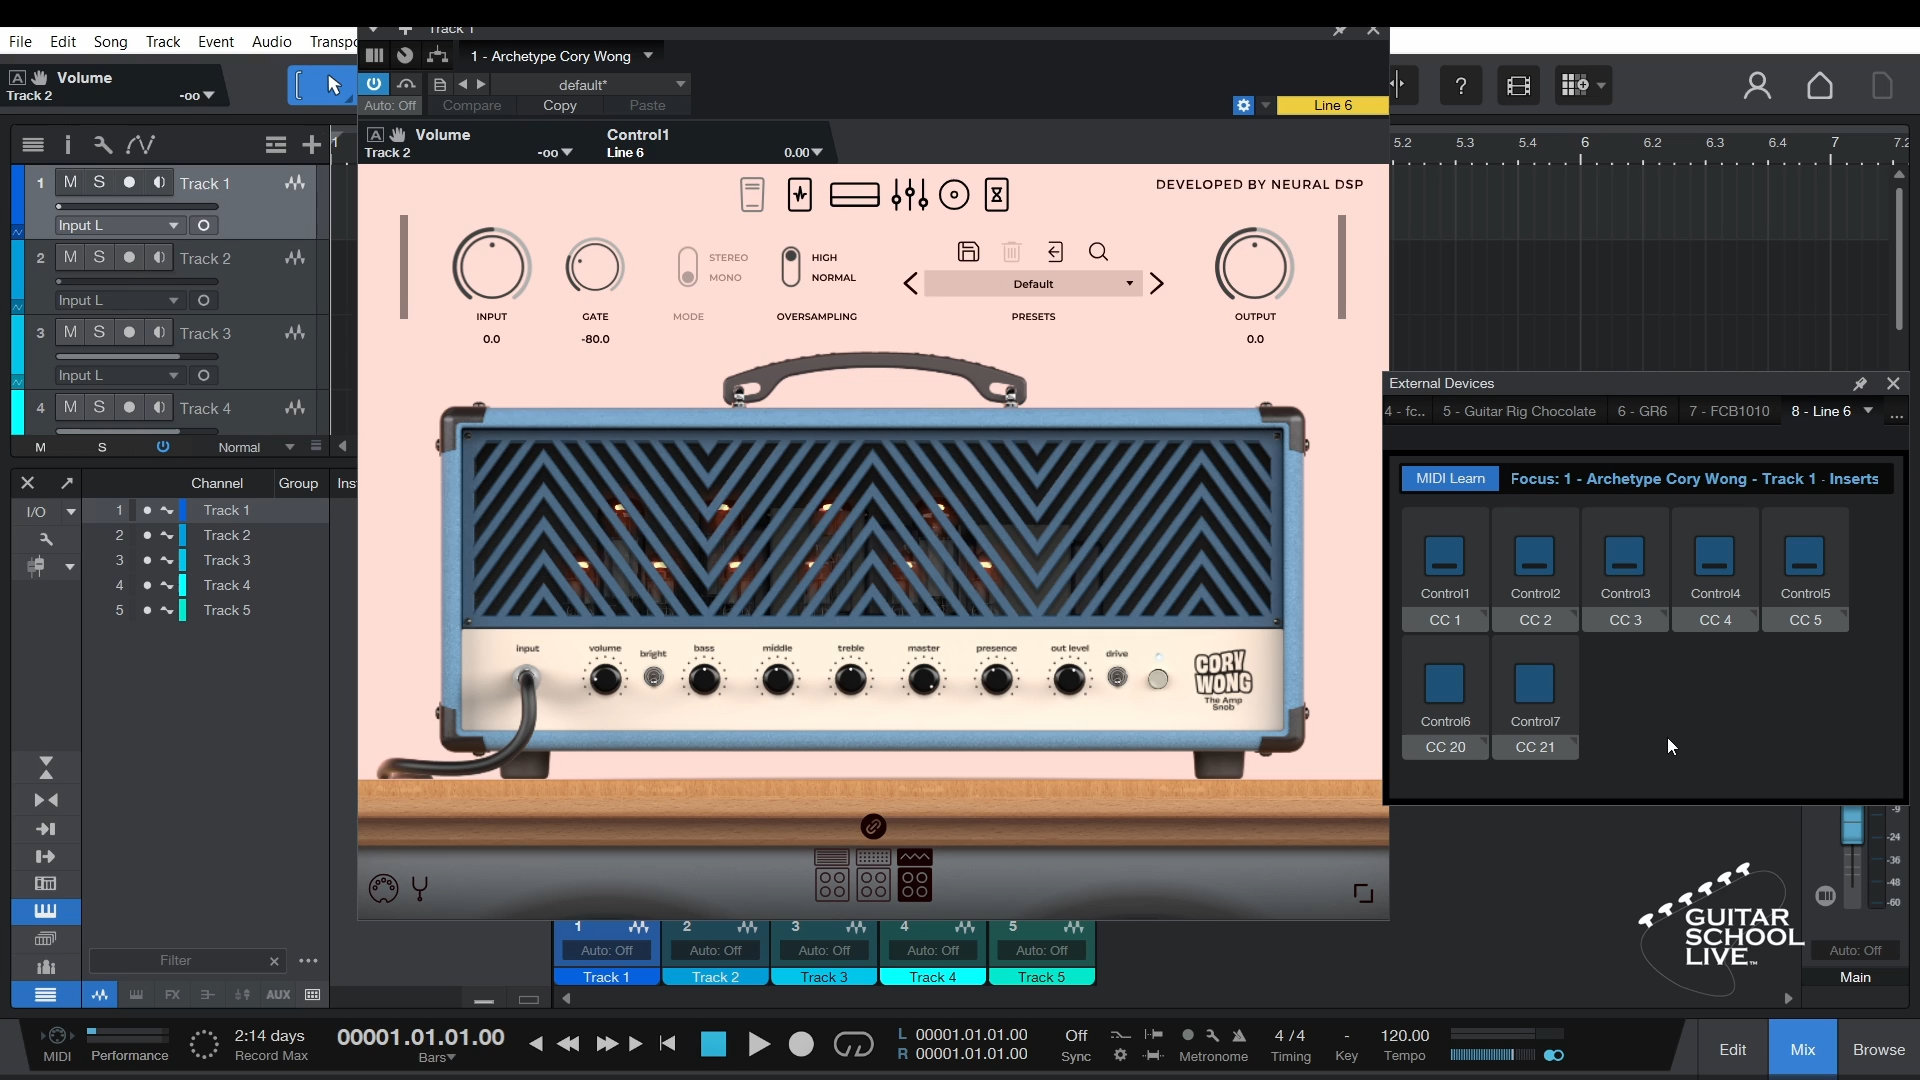 File Edit Song Track Event Audio Transpo
Track 1
1 - Archetype Cory Wong
default*
Auto: Off Compare Copy Paste
Line 6
A Volume
Track 2 -oo
A Volume Control1
Track 2 -oo Line 6 0.00
?
1
5.2 5.3 5.4 6 6.2 6.3 6.4 7 7.2
1 M S Track 1
Input L
2 M S Track 2
Input L
3 M S Track 3
Input L
4 M S Track 4
M S Normal
DEVELOPED BY NEURAL DSP
STEREO
MONO
HIGH
NORMAL
Default
INPUT GATE MODE OVERSAMPLING PRESETS OUTPUT
0.0 -80.0 0.0
input volume bright bass middle treble master presence out level drive
CORY
WONG
The Amp
Snob
External Devices
4 - fc.. 5 - Guitar Rig Chocolate 6 - GR6 7 - FCB1010 8 - Line 6 ...
MIDI Learn Focus: 1 - Archetype Cory Wong - Track 1 - Inserts
Control1 Control2 Control3 Control4 Control5
CC 1 CC 2 CC 3 CC 4 CC 5
Control6 Control7
CC 20 CC 21
Channel Group Ins
I/O
1 Track 1
2 Track 2
3 Track 3
4 Track 4
5 Track 5
Filter
FX AUX
1 2 3 4 5
Auto: Off Auto: Off Auto: Off Auto: Off Auto: Off
Track 1 Track 2 Track 3 Track 4 Track 5
-9
-24
-36
-48
-60
Auto: Off
Main
GUITAR
SCHOOL
LIVE™
MIDI Performance
2:14 days
Record Max
00001.01.01.00
Bars
L 00001.01.01.00
R 00001.01.01.00
Off
Sync
Metronome
4 / 4
Timing
-
Key
120.00
Tempo
Edit Mix Browse